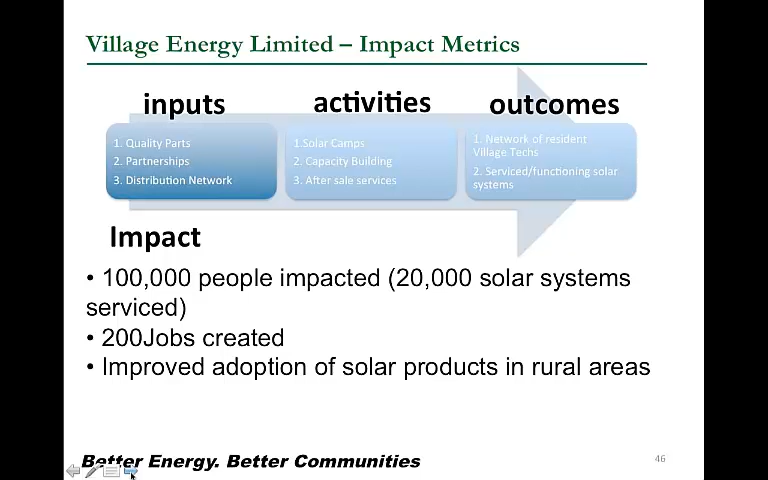 Village Energy Limited – Impact Metrics
inputs
activities
outcomes
1. Quality Parts
2. Partnerships
3. Distribution Network
1.Solar Camps
2. Capacity Building
3. After sale services
1. Network of resident
Village Techs
2. Serviced/functioning solar
systems
Impact
• 100,000 people impacted (20,000 solar systems
serviced)
• 200Jobs created
• Improved adoption of solar products in rural areas
Better Energy. Better Communities
46